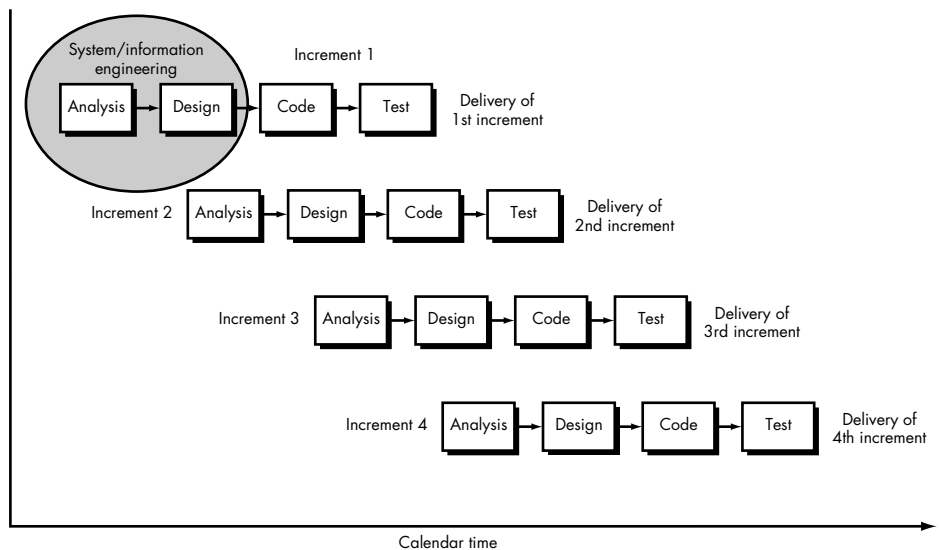 System/information
engineering
Increment 1
Analysis
Design
Code
Test
Delivery of
1st increment
Increment 2
Analysis
Design
Code
Test
Delivery of
2nd increment
Increment 3
Analysis
Design
Code
Test
Delivery of
3rd increment
Increment 4
Analysis
Design
Code
Test
Delivery of
4th increment
Calendar time